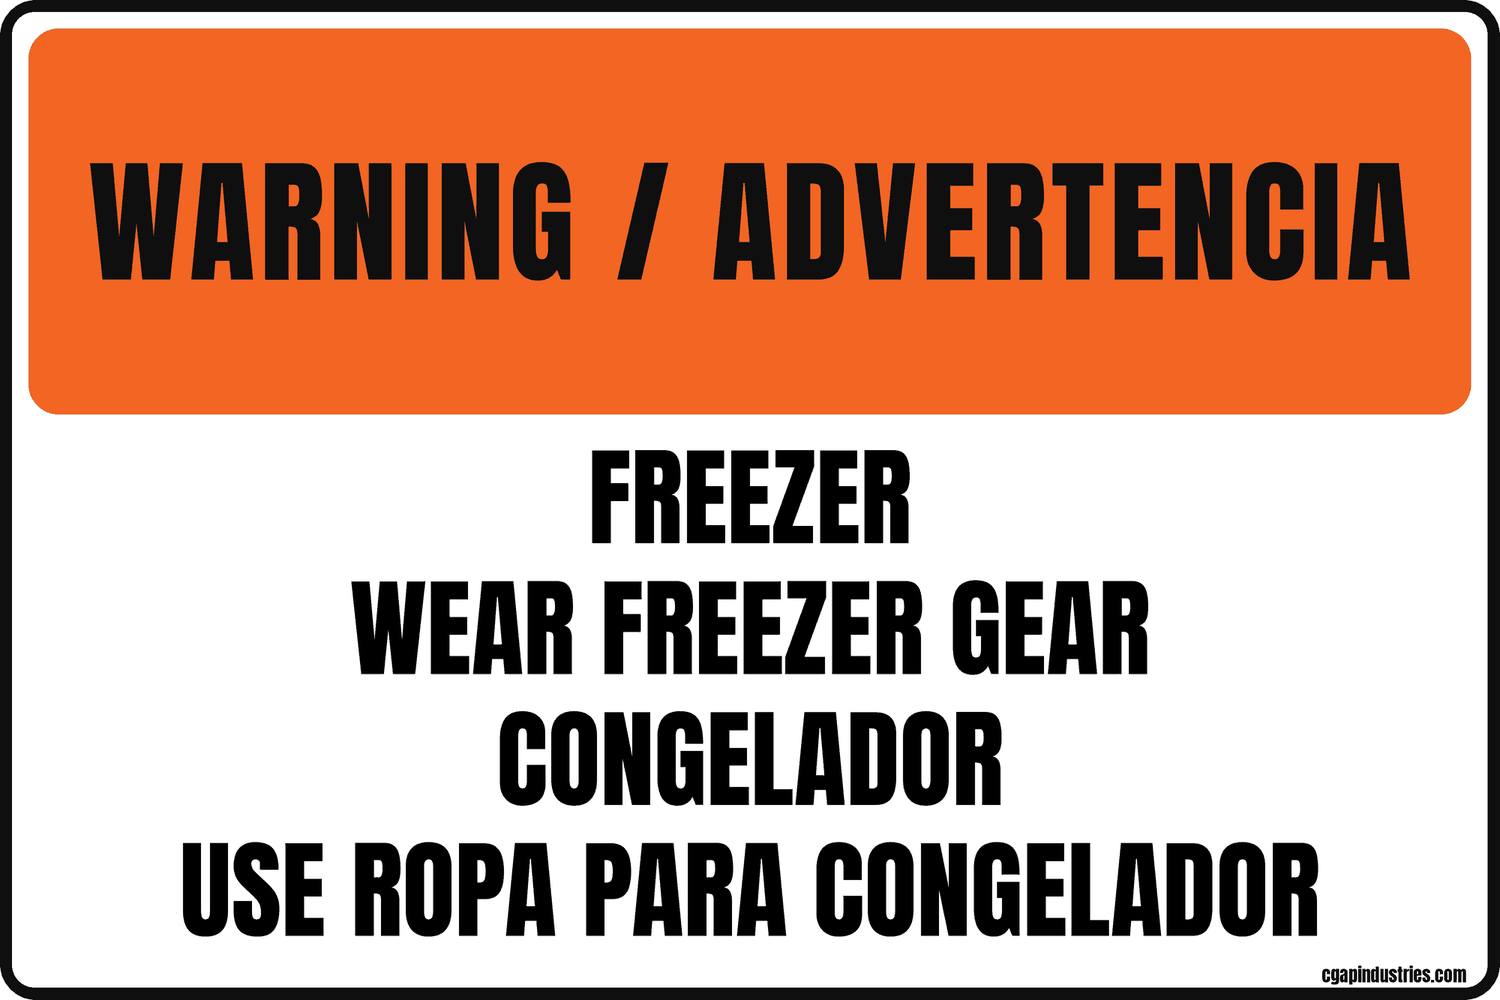 WARNING / ADVERTENCIA
FREEZER
WEAR FREEZER GEAR
CONGELADOR
USE ROPA PARA CONGELADOR
cgapindustries.com